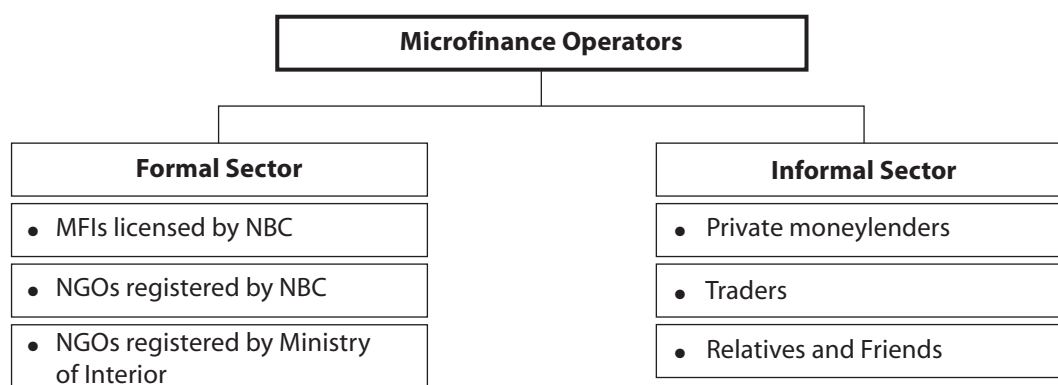 Microfinance Operators
Formal Sector
• MFIs licensed by NBC
• NGOs registered by NBC
• NGOs registered by Ministry
of Interior
Informal Sector
• Private moneylenders
• Traders
• Relatives and Friends